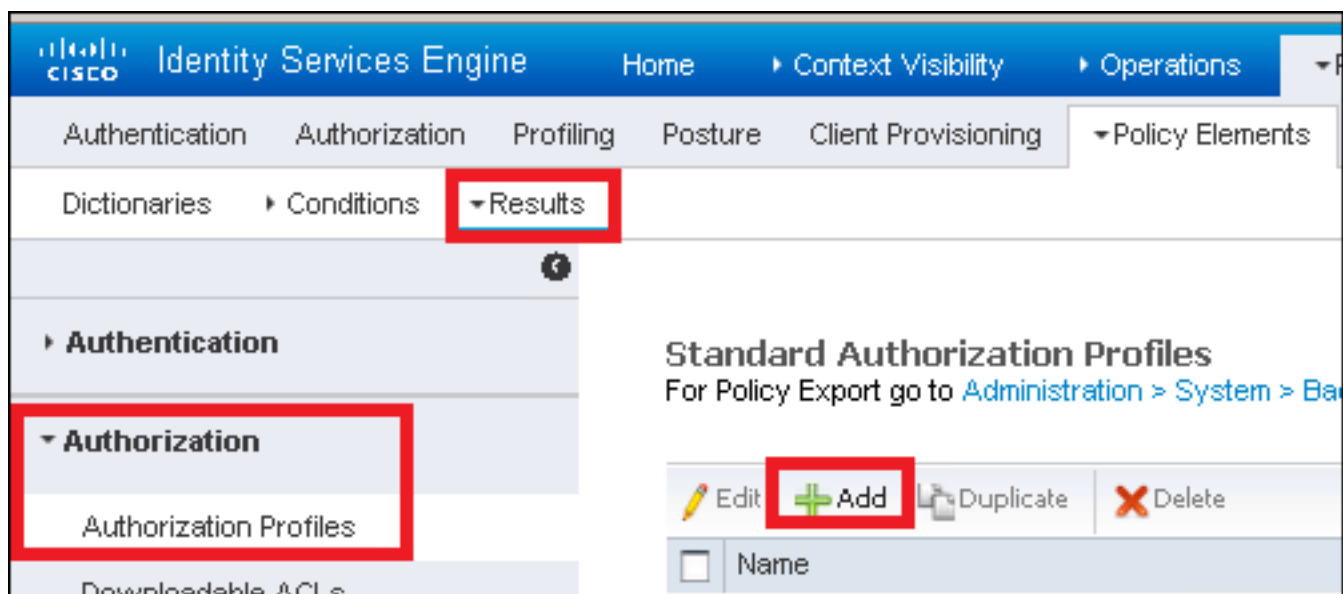 CISCO Identity Services Engine Home Context Visibility Operations
Authentication Authorization Profiling Posture Client Provisioning Policy Elements
Dictionaries Conditions Results
Authentication
Standard Authorization Profiles
For Policy Export go to Administration > System >
Authorization
Edit Add Duplicate Delete
Authorization Profiles
Name
Downloadable ACLs